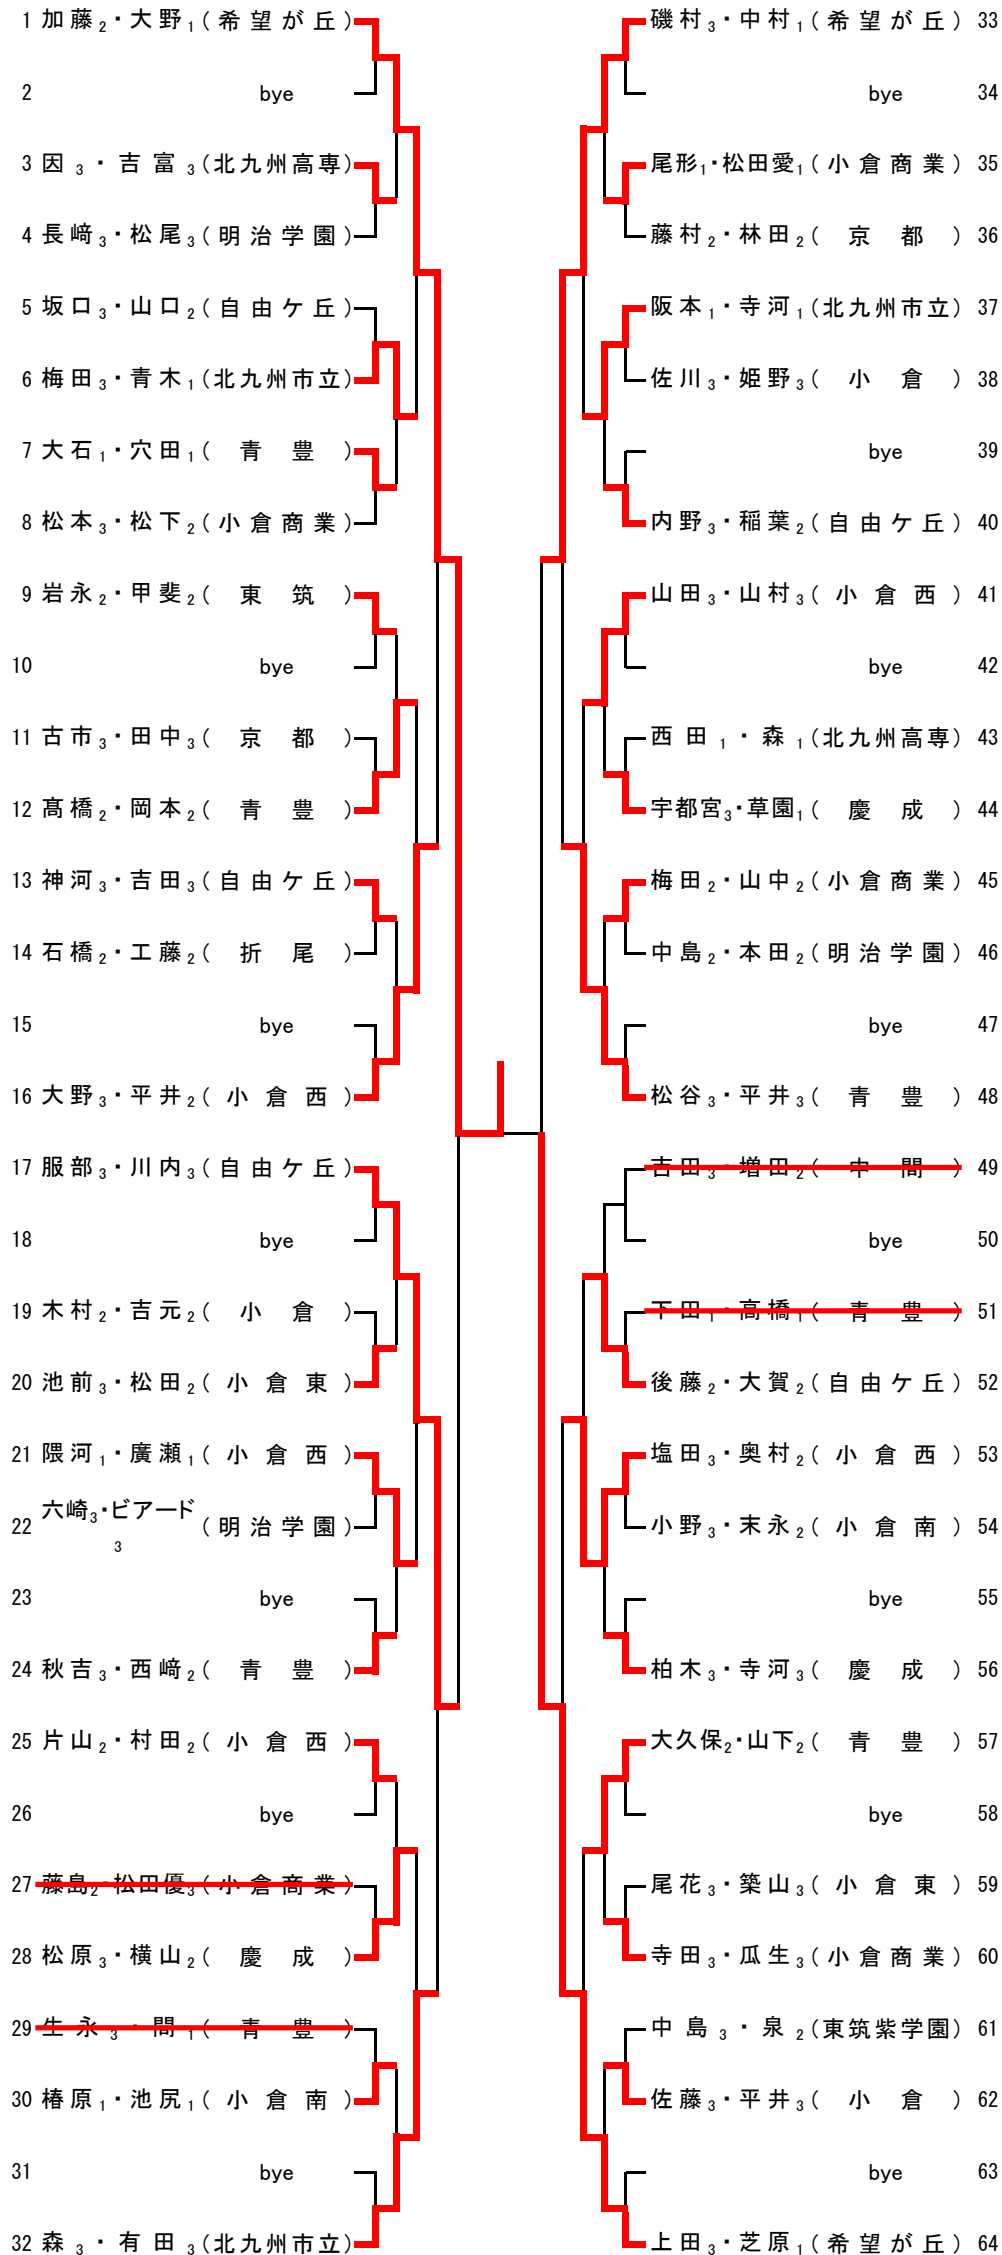 1 加藤2・大野1(希望が丘)
2 bye
3 因3・吉富3(北九州高専)
4 長﨑3・松尾3(明治学園)
5 坂口3・山口2(自由ケ丘)
6 梅田3・青木1(北九州市立)
7 大石1・穴田1(青豊)
8 松本3・松下2(小倉商業)
9 岩永2・甲斐2(東筑)
10 bye
11 古市3・田中3(京都)
12 髙橋2・岡本2(青豊)
13 神河3・吉田3(自由ケ丘)
14 石橋2・工藤2(折尾)
15 bye
16 大野3・平井2(小倉西)
17 服部3・川内3(自由ケ丘)
18 bye
19 木村2・吉元2(小倉)
20 池前3・松田2(小倉東)
21 隈河1・廣瀬1(小倉西)
22 六崎3・ビアード3(明治学園)
23 bye
24 秋吉3・西﨑2(青豊)
25 片山2・村田2(小倉西)
26 bye
27 藤島2・松田優3(小倉商業)
28 松原3・横山2(慶成)
29 生永3・間1(青豊)
30 椿原1・池尻1(小倉南)
31 bye
32 森3・有田3(北九州市立)
磯村3・中村1(希望が丘) 33
bye 34
尾形1・松田愛1(小倉商業) 35
藤村2・林田2(京都) 36
阪本1・寺河1(北九州市立) 37
佐川3・姫野3(小倉) 38
bye 39
内野3・稲葉2(自由ケ丘) 40
山田3・山村3(小倉西) 41
bye 42
西田1・森1(北九州高専) 43
宇都宮3・草園1(慶成) 44
梅田2・山中2(小倉商業) 45
中島2・本田2(明治学園) 46
bye 47
松谷3・平井3(青豊) 48
吉田3・増田2(中間) 49
bye 50
下田1・高橋1(青豊) 51
後藤2・大賀2(自由ケ丘) 52
塩田3・奥村2(小倉西) 53
小野3・末永2(小倉南) 54
bye 55
柏木3・寺河3(慶成) 56
大久保2・山下2(青豊) 57
bye 58
尾花3・築山3(小倉東) 59
寺田3・瓜生3(小倉商業) 60
中島3・泉2(東筑紫学園) 61
佐藤3・平井3(小倉) 62
bye 63
上田3・芝原1(希望が丘) 64